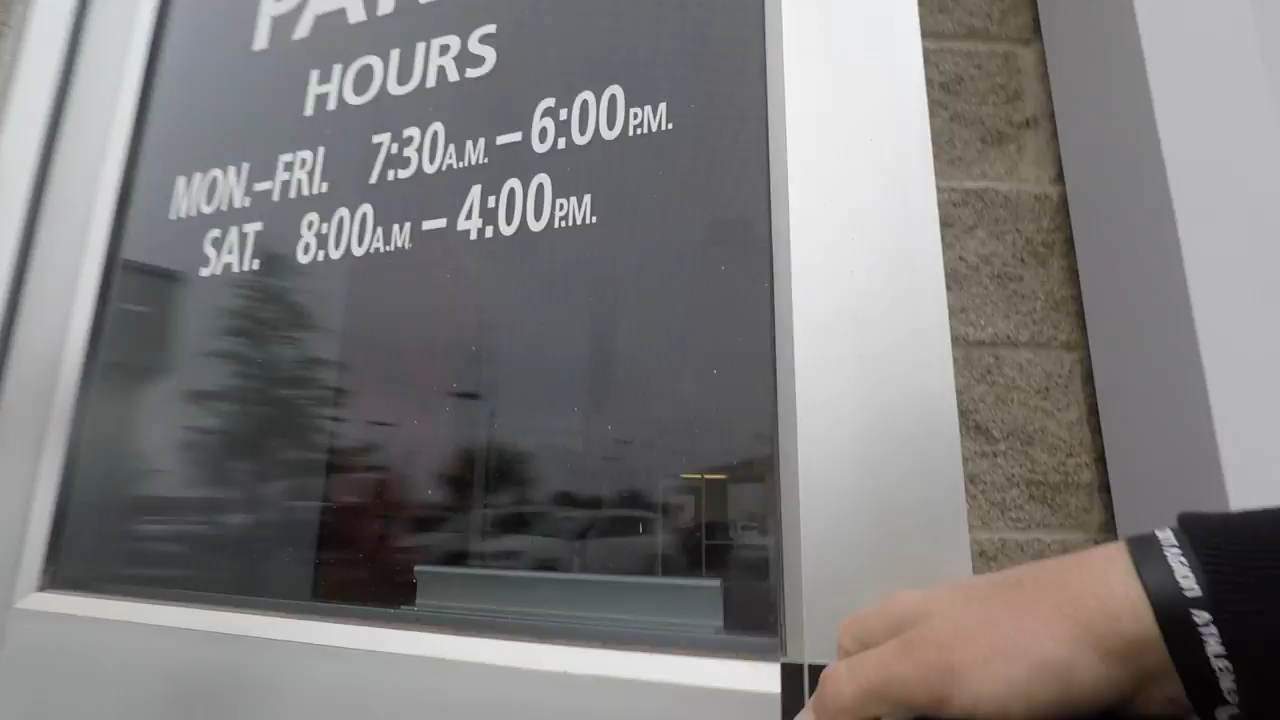 HOURS
MON.–FRI. 7:30A.M. – 6:00P.M.
SAT. 8:00A.M. – 4:00P.M.